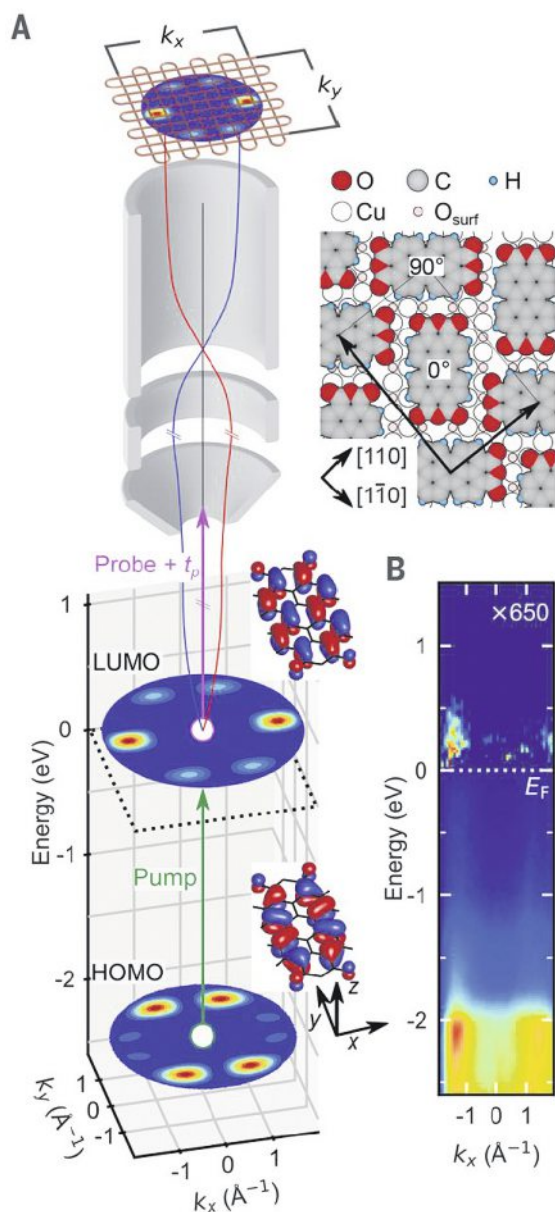 A
kx
ky
O C H
Cu Osurf
90°
0°
[110]
[11̄0]
Probe + tp
1
LUMO
0
Energy (eV)
-1
Pump
-2
HOMO
z
y
x
ky (Å⁻¹)
1
0
-1
-1 0 1
kx (Å⁻¹)
B
×650
1
0
EF
Energy (eV)
-1
-2
-1 0 1
kx (Å⁻¹)